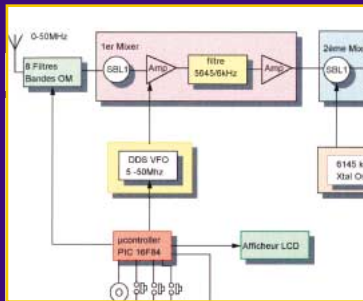 0-50MHz
1er Mixer
2ème Mix
8 Filtres
Bandes OM
SBL1
Amp
filtre
5645/6kHz
Amp
SBL1
DDS VFO
5 -50Mhz
6145 k
Xtal O
µcontroller
PIC 16F84
Afficheur LCD